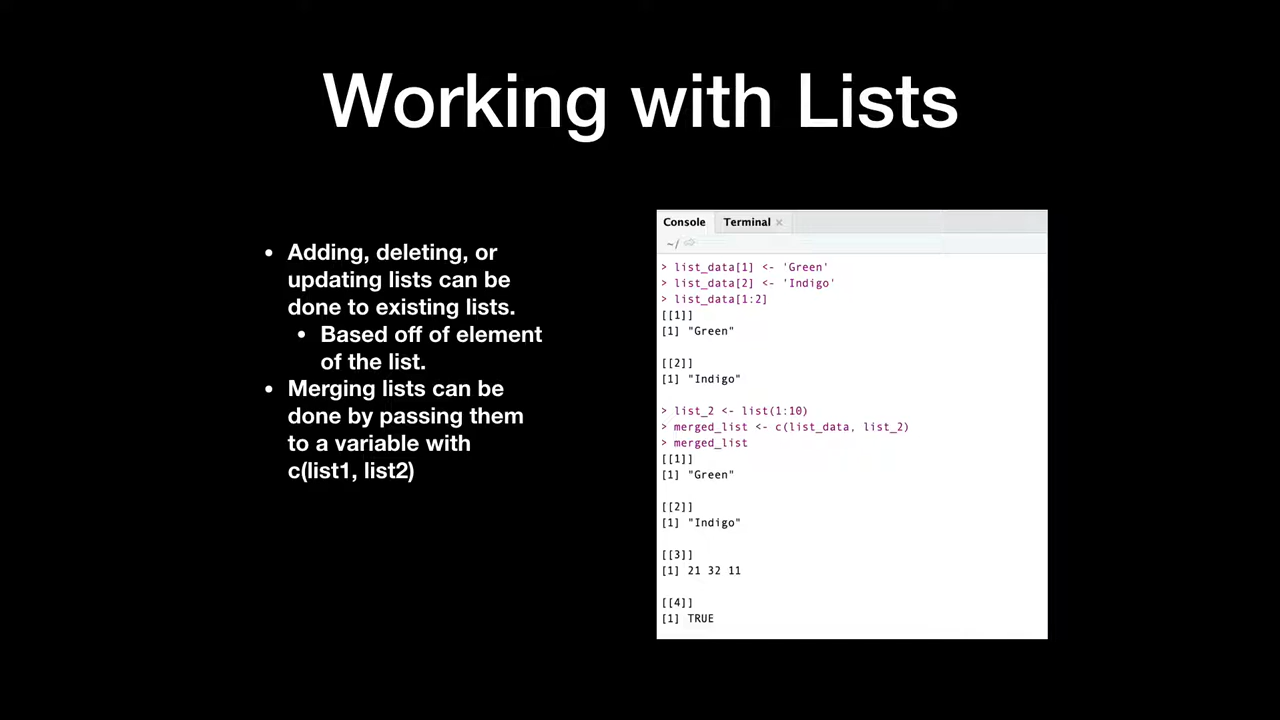 Working with Lists
• Adding, deleting, or
updating lists can be
done to existing lists.
• Based off of element
of the list.
• Merging lists can be
done by passing them
to a variable with
c(list1, list2)
Console Terminal ×
~/
> list_data[1] <- 'Green'
> list_data[2] <- 'Indigo'
> list_data[1:2]
[[1]]
[1] "Green"
[[2]]
[1] "Indigo"
> list_2 <- list(1:10)
> merged_list <- c(list_data, list_2)
> merged_list
[[1]]
[1] "Green"
[[2]]
[1] "Indigo"
[[3]]
[1] 21 32 11
[[4]]
[1] TRUE